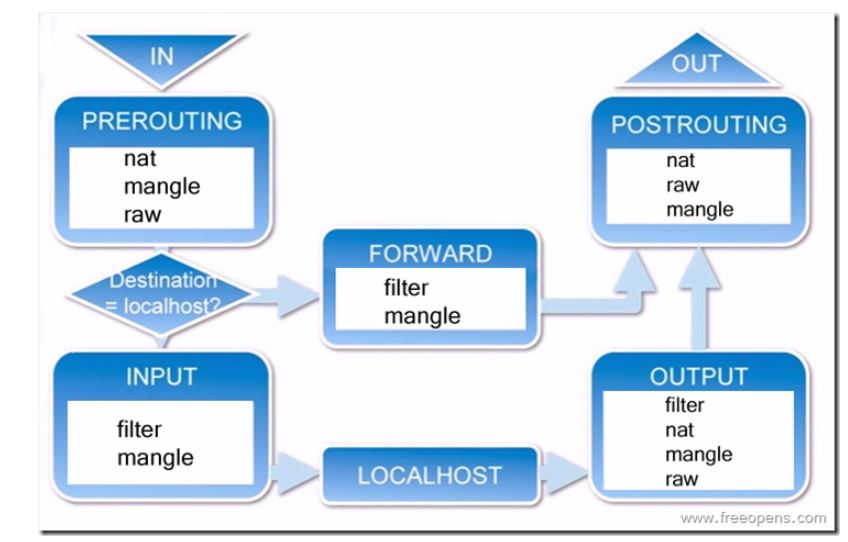 IN
PREROUTING
nat
mangle
raw
Destination
= localhost?
INPUT
filter
mangle
FORWARD
filter
mangle
LOCALHOST
OUT
POSTROUTING
nat
raw
mangle
OUTPUT
filter
nat
mangle
raw
www.freeopens.com